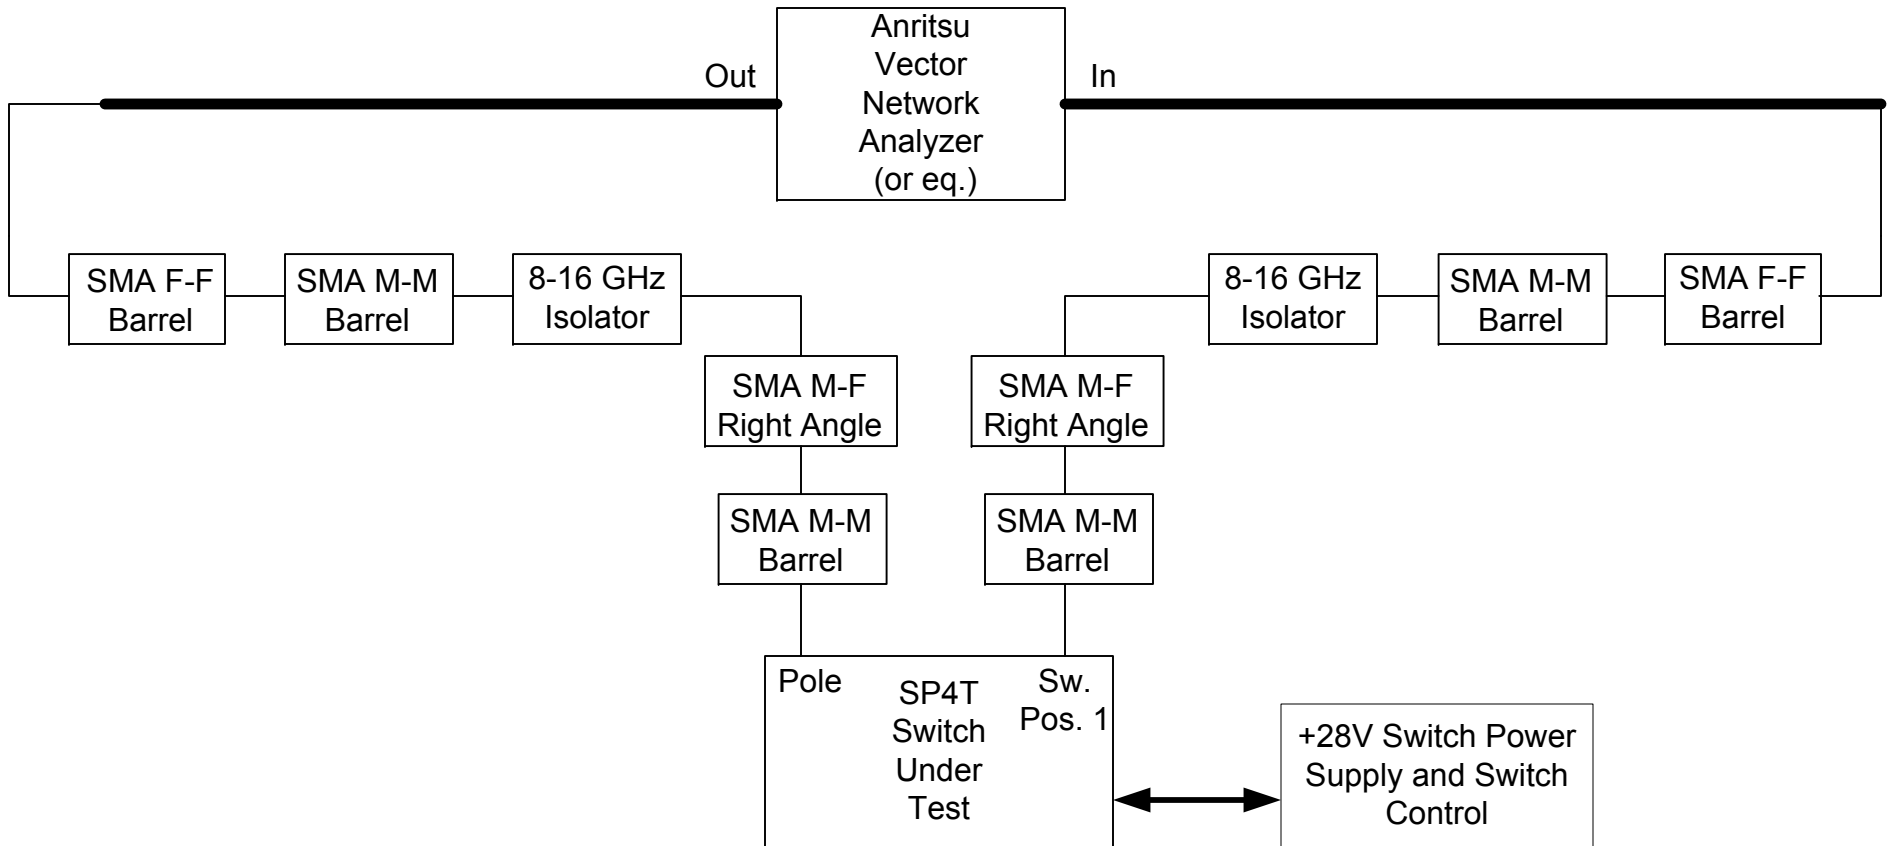 Anritsu
Vector
Network
Analyzer
(or eq.)
Out
In
SMA F-F
Barrel
SMA M-M
Barrel
8-16 GHz
Isolator
8-16 GHz
Isolator
SMA M-M
Barrel
SMA F-F
Barrel
SMA M-F
Right Angle
SMA M-F
Right Angle
SMA M-M
Barrel
SMA M-M
Barrel
Pole
SP4T
Switch
Under
Test
Sw.
Pos. 1
+28V Switch Power
Supply and Switch
Control